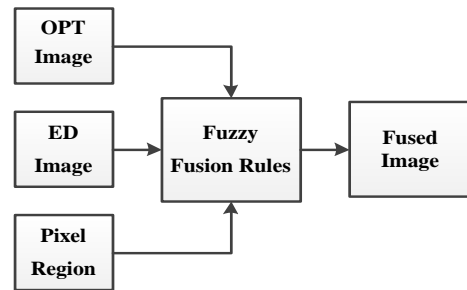 OPT
Image
ED
Image
Pixel
Region
Fuzzy
Fusion Rules
Fused
Image